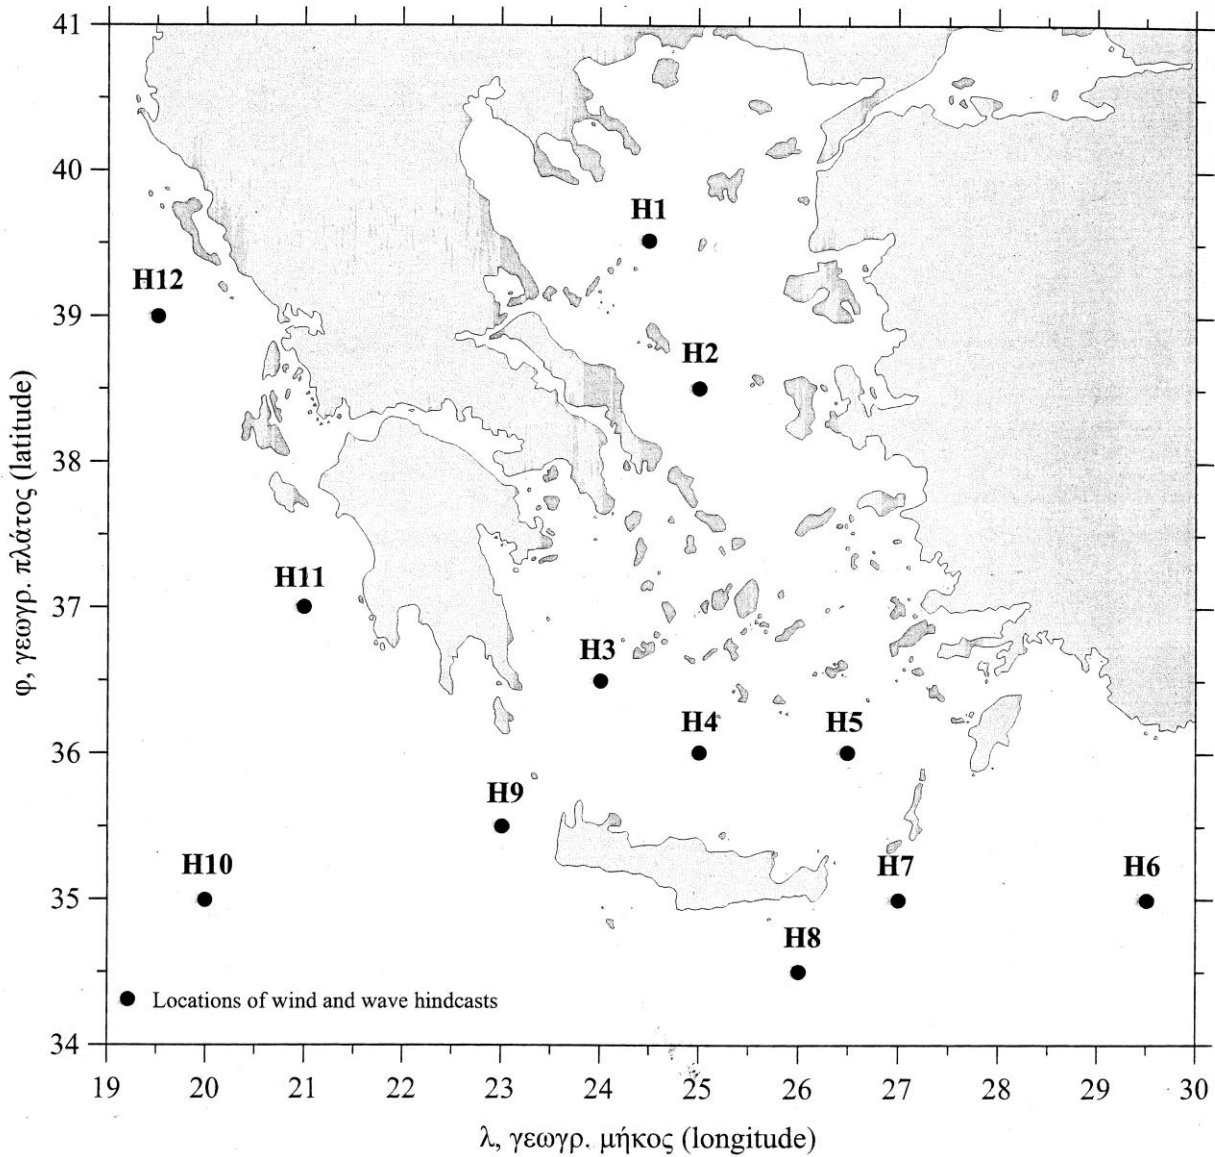 41
40
H1
H12
39
H2
φ, γεωγρ. πλάτος (latitude)
38
H11
37
H3
H4
H5
36
H9
H10
H7
H6
35
H8
Locations of wind and wave hindcasts
34
19 20 21 22 23 24 25 26 27 28 29 30
λ, γεωγρ. μήκος (longitude)